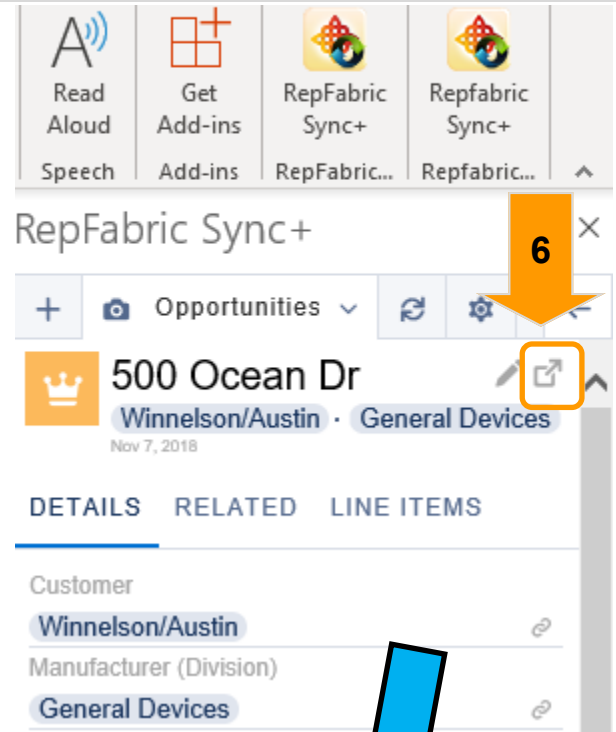 Read Aloud
Get Add-ins
RepFabric Sync+
Repfabric Sync+
Speech
Add-ins
RepFabric...
Repfabric...
RepFabric Sync+
6
Opportunities
500 Ocean Dr
Winnelson/Austin · General Devices
Nov 7, 2018
DETAILS RELATED LINE ITEMS
Customer
Winnelson/Austin
Manufacturer (Division)
General Devices